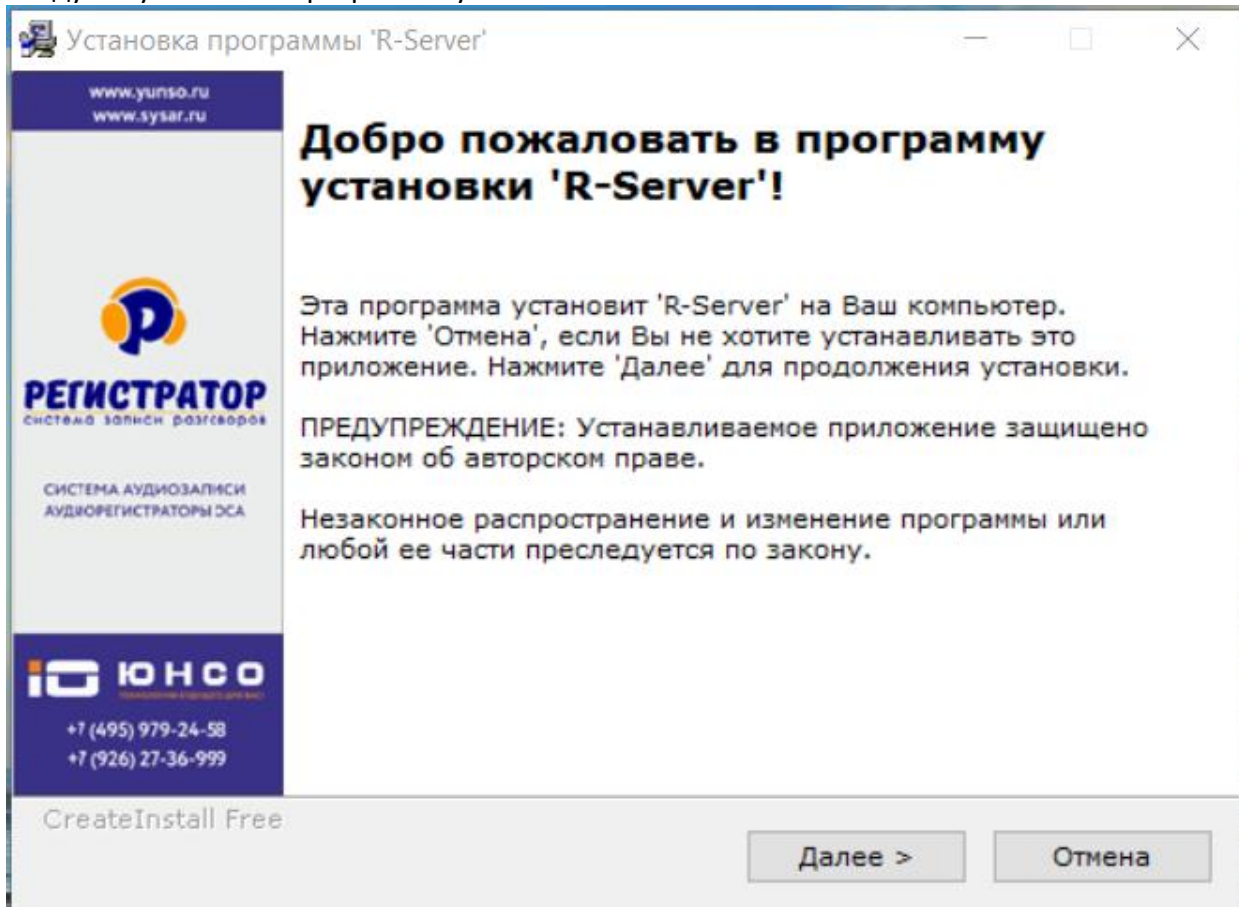 Установка программы 'R-Server'
www.yunso.ru
www.sysar.ru
Добро пожаловать в программу
установки 'R-Server'!
Эта программа установит 'R-Server' на Ваш компьютер.
Нажмите 'Отмена', если Вы не хотите устанавливать это
приложение. Нажмите 'Далее' для продолжения установки.
ПРЕДУПРЕЖДЕНИЕ: Устанавливаемое приложение защищено
законом об авторском праве.
Незаконное распространение и изменение программы или
любой ее части преследуется по закону.
Р
РЕГИСТРАТОР
система записи разговоров
СИСТЕМА АУДИОЗАПИСИ
АУДИОРЕГИСТРАТОРЫ ЭСА
ЮНСО
+7 (495) 979-24-58
+7 (926) 27-36-999
CreateInstall Free
Далее >
Отмена